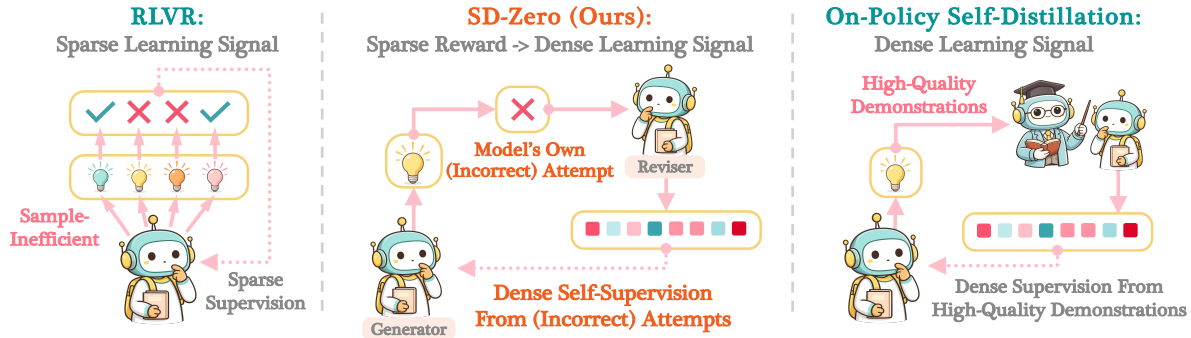 RLVR:
Sparse Learning Signal
Sample-
Inefficient
Sparse
Supervision
SD-Zero (Ours):
Sparse Reward -> Dense Learning Signal
Model's Own
(Incorrect) Attempt
Reviser
Generator
Dense Self-Supervision
From (Incorrect) Attempts
On-Policy Self-Distillation:
Dense Learning Signal
High-Quality
Demonstrations
Dense Supervision From
High-Quality Demonstrations